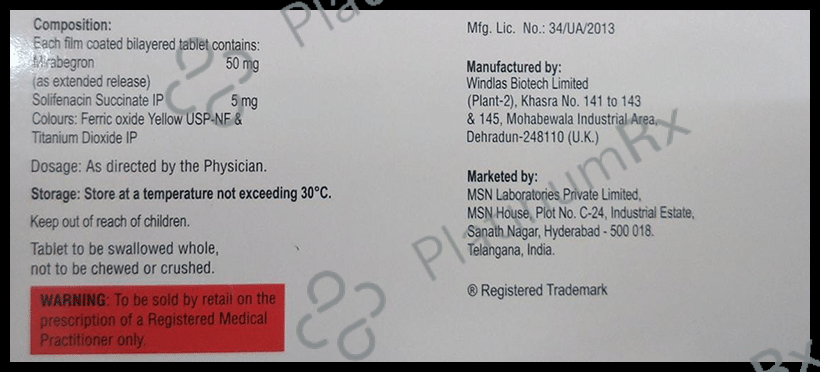 Composition:
Each film coated bilayered tablet contains:
Mirabegron 50 mg
(as extended release)
Solifenacin Succinate IP 5 mg
Colours: Ferric oxide Yellow USP-NF &
Titanium Dioxide IP
Dosage: As directed by the Physician.
Storage: Store at a temperature not exceeding 30°C.
Keep out of reach of children.
Tablet to be swallowed whole,
not to be chewed or crushed.
WARNING: To be sold by retail on the
prescription of a Registered Medical
Practitioner only.
Mfg. Lic. No.: 34/UA/2013
Manufactured by:
Windlas Biotech Limited
(Plant-2), Khasra No. 141 to 143
& 145, Mohabewala Industrial Area,
Dehradun-248110 (U.K.)
Marketed by:
MSN Laboratories Private Limited,
MSN House, Plot No. C-24, Industrial Estate,
Sanath Nagar, Hyderabad - 500 018.
Telangana, India.
® Registered Trademark
PlatinumRx
PlatinumRx
Rx